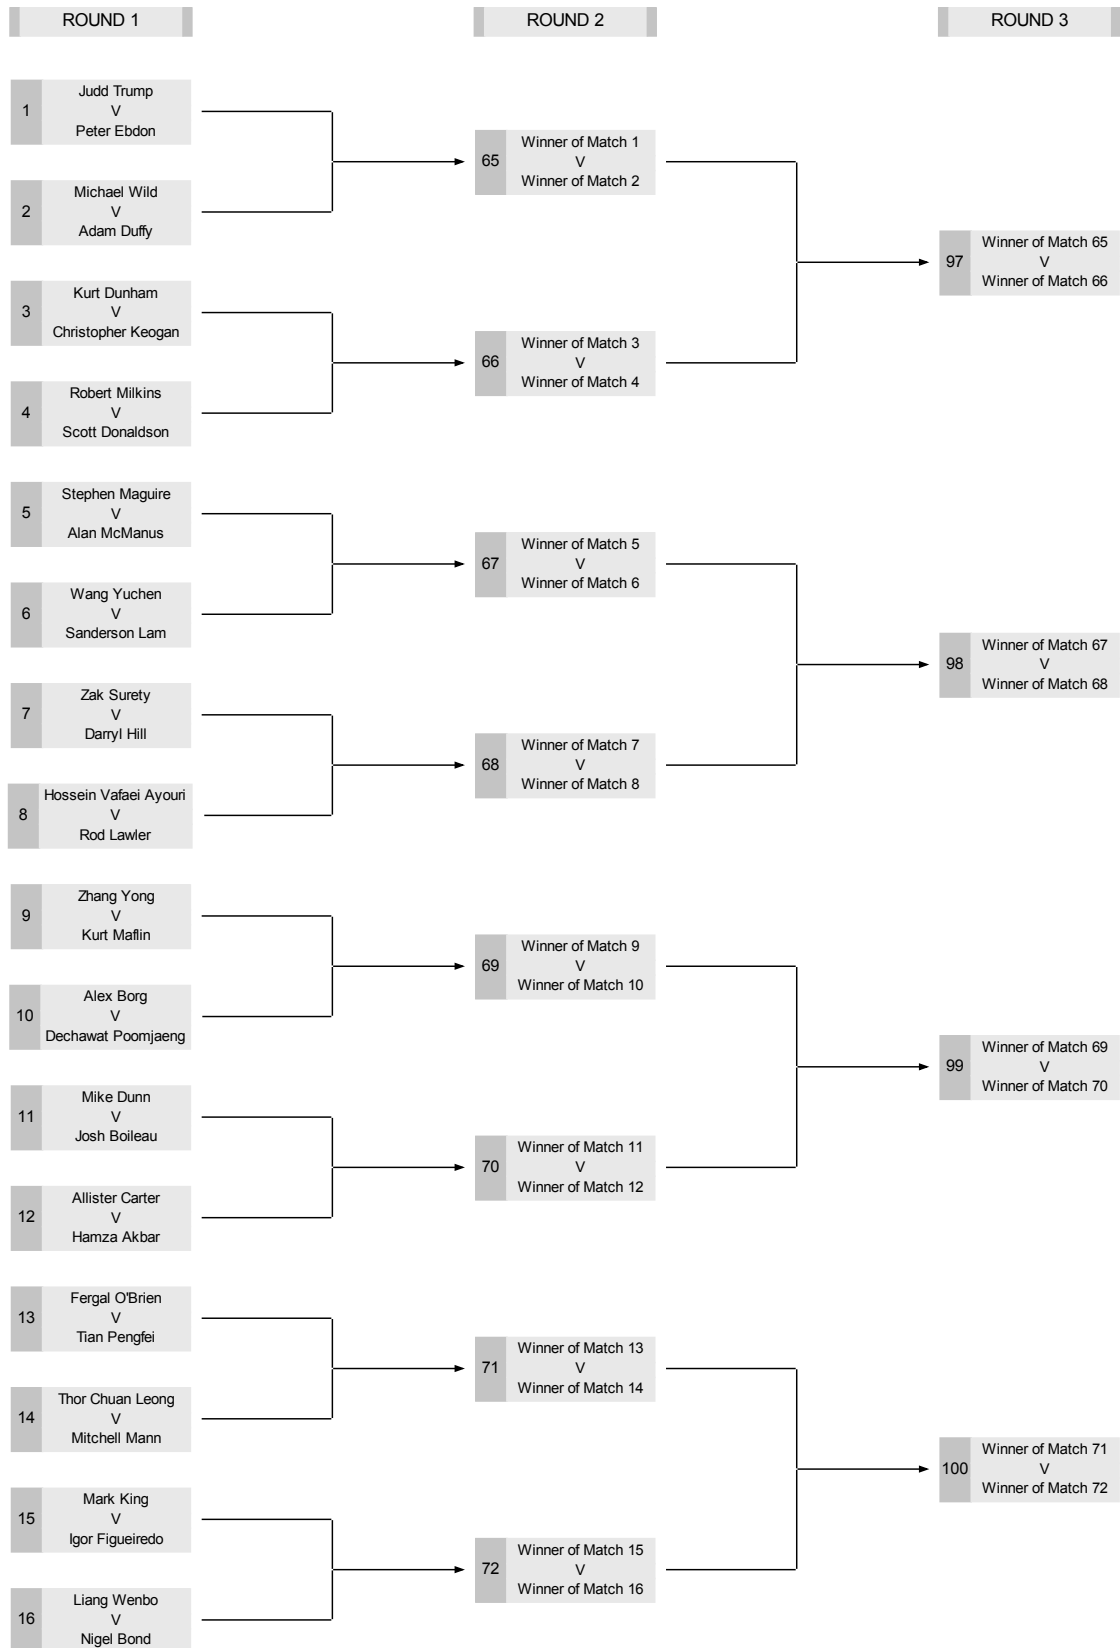 ROUND 1
ROUND 2
ROUND 3
1
Judd Trump
V
Peter Ebdon
2
Michael Wild
V
Adam Duffy
3
Kurt Dunham
V
Christopher Keogan
4
Robert Milkins
V
Scott Donaldson
5
Stephen Maguire
V
Alan McManus
6
Wang Yuchen
V
Sanderson Lam
7
Zak Surety
V
Darryl Hill
8
Hossein Vafaei Ayouri
V
Rod Lawler
9
Zhang Yong
V
Kurt Maflin
10
Alex Borg
V
Dechawat Poomjaeng
11
Mike Dunn
V
Josh Boileau
12
Allister Carter
V
Hamza Akbar
13
Fergal O'Brien
V
Tian Pengfei
14
Thor Chuan Leong
V
Mitchell Mann
15
Mark King
V
Igor Figueiredo
16
Liang Wenbo
V
Nigel Bond
65
Winner of Match 1
V
Winner of Match 2
66
Winner of Match 3
V
Winner of Match 4
67
Winner of Match 5
V
Winner of Match 6
68
Winner of Match 7
V
Winner of Match 8
69
Winner of Match 9
V
Winner of Match 10
70
Winner of Match 11
V
Winner of Match 12
71
Winner of Match 13
V
Winner of Match 14
72
Winner of Match 15
V
Winner of Match 16
97
Winner of Match 65
V
Winner of Match 66
98
Winner of Match 67
V
Winner of Match 68
99
Winner of Match 69
V
Winner of Match 70
100
Winner of Match 71
V
Winner of Match 72